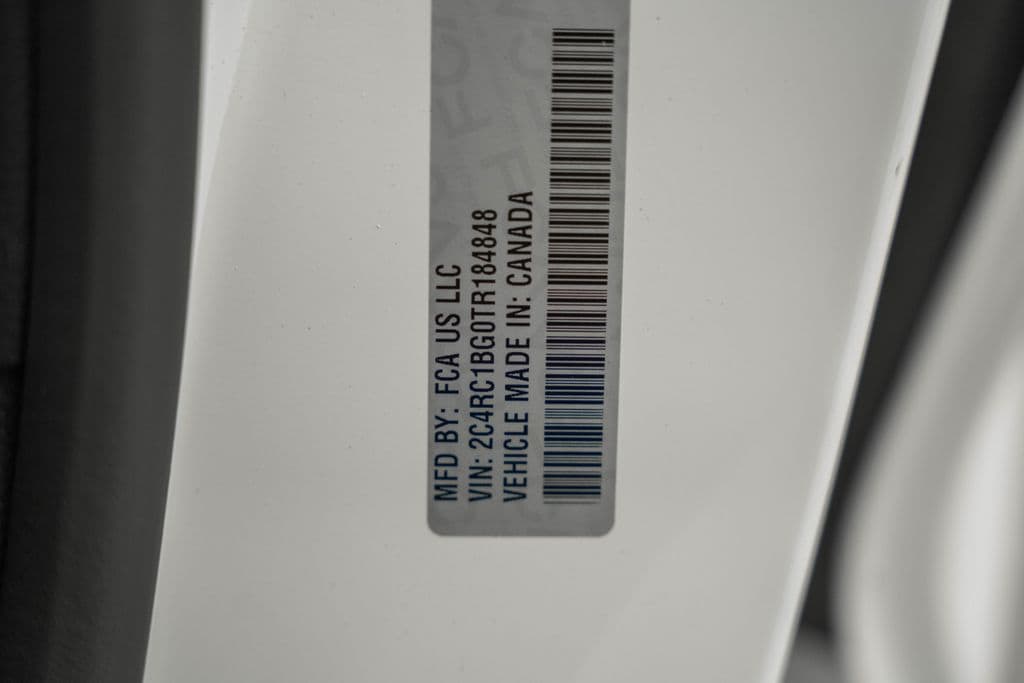 MFD BY: FCA US LLC
VIN: 2C4RC1BG0TR184848
VEHICLE MADE IN: CANADA